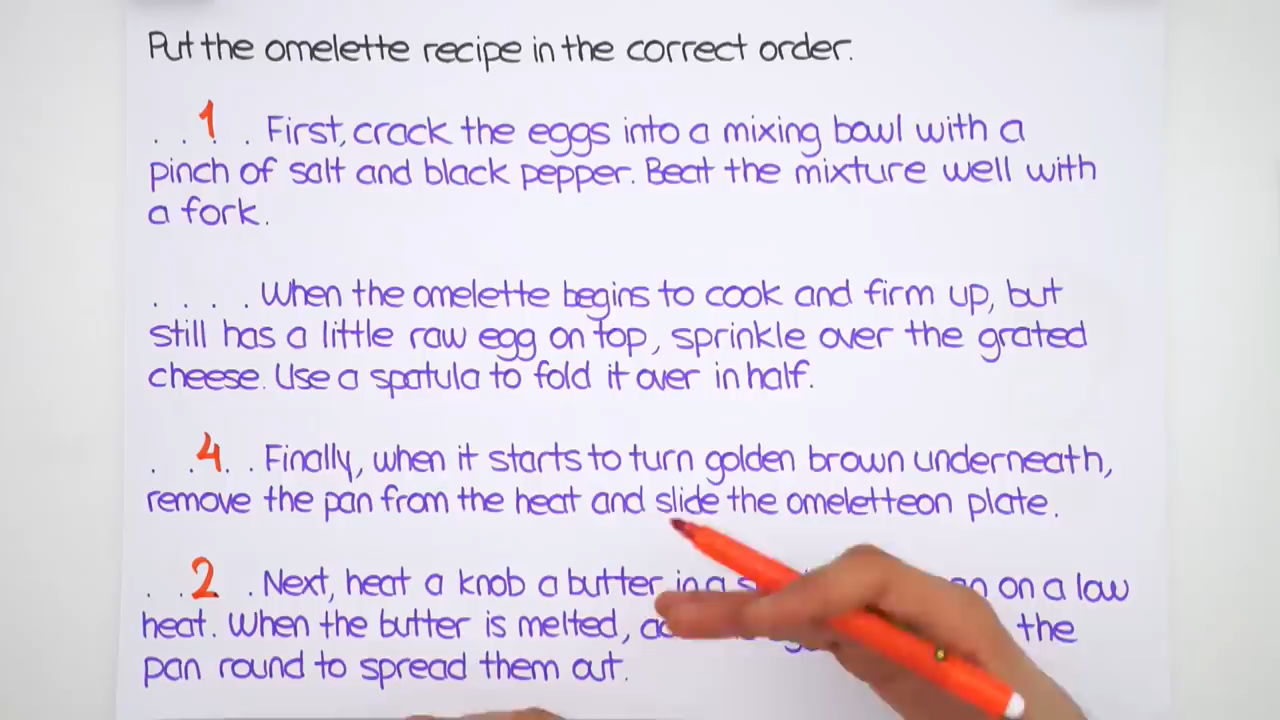 Put the omelette recipe in the correct order.
. . 1 . First, crack the eggs into a mixing bowl with a
pinch of salt and black pepper. Beat the mixture well with
a fork.
. . . . When the omelette begins to cook and firm up, but
still has a little raw egg on top, sprinkle over the grated
cheese. Use a spatula to fold it over in half.
. . 4 . . Finally, when it starts to turn golden brown underneath,
remove the pan from the heat and slide the omeletteon plate.
. . 2 . Next, heat a knob a butter in a on a low
heat. When the butter is melted, the
pan round to spread them out.